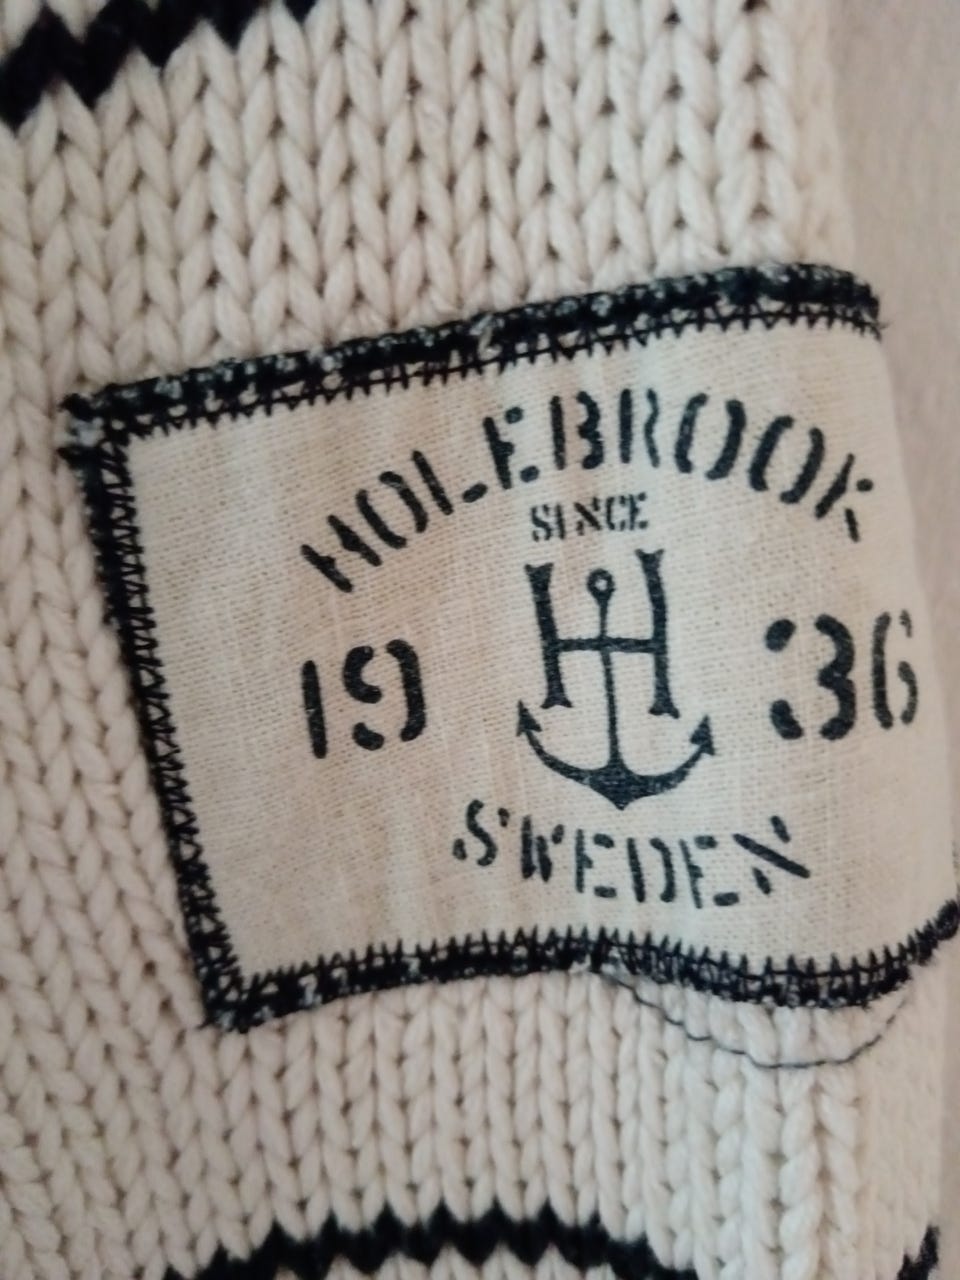 HOLEBROOK
SINCE
H
19 36
SWEDEN